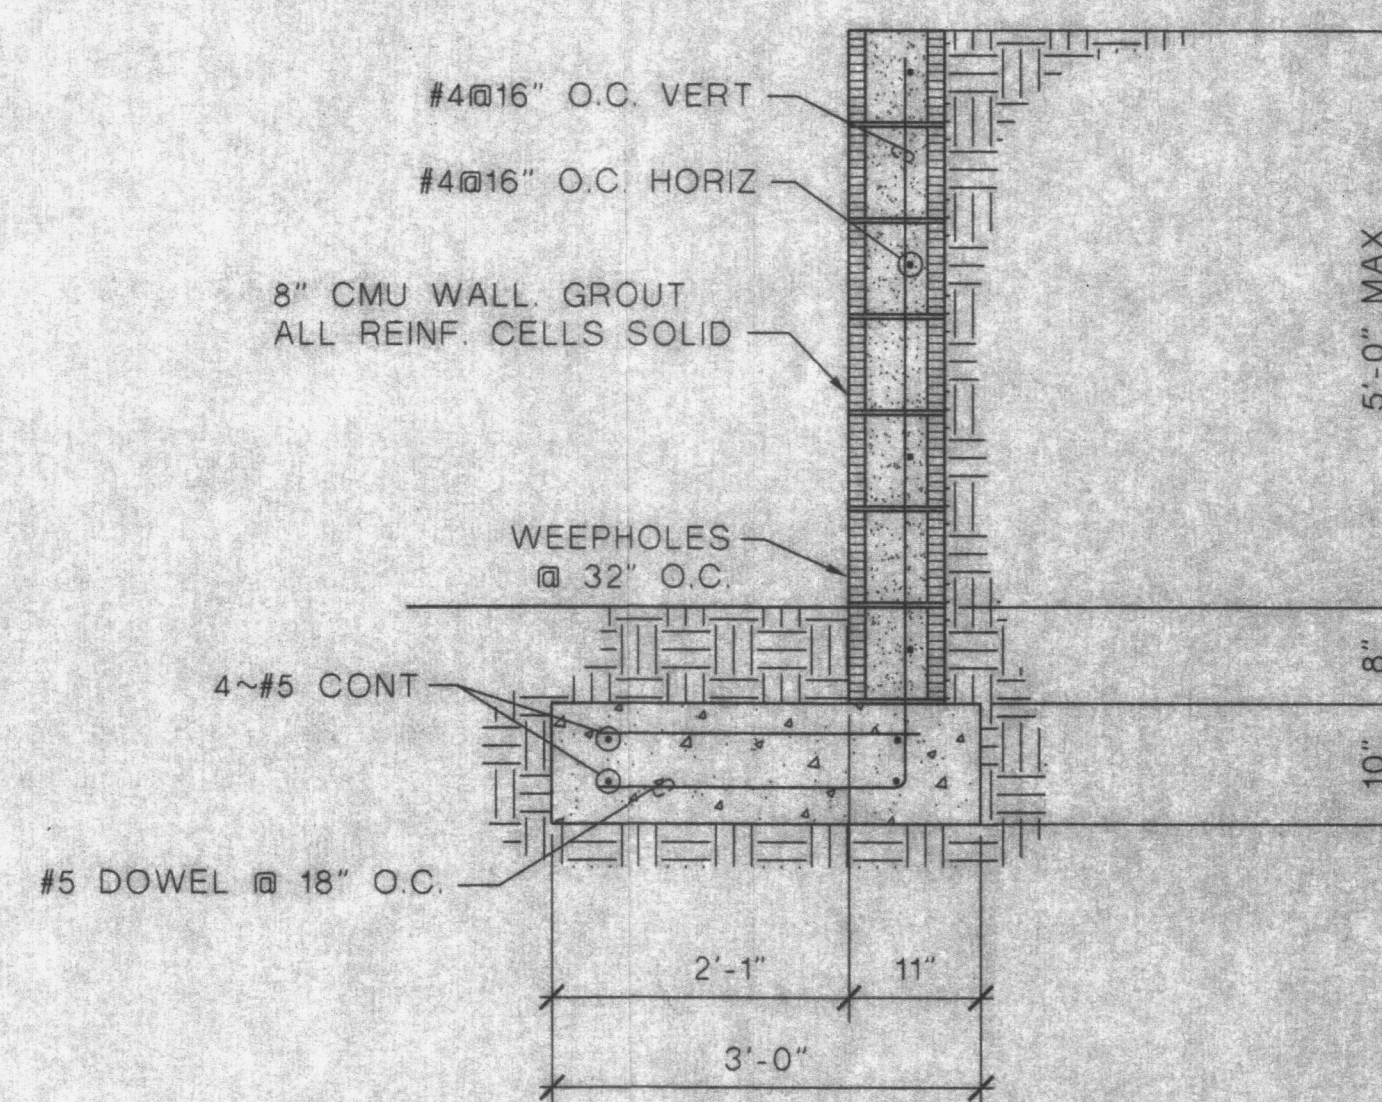 #4@16" O.C. VERT
#4@16" O.C. HORIZ
8" CMU WALL. GROUT
ALL REINF. CELLS SOLID
5'-0" MAX
WEEPHOLES
@ 32" O.C.
8"
4~#5 CONT
10"
#5 DOWEL @ 18" O.C.
2'-1"
11"
3'-0"